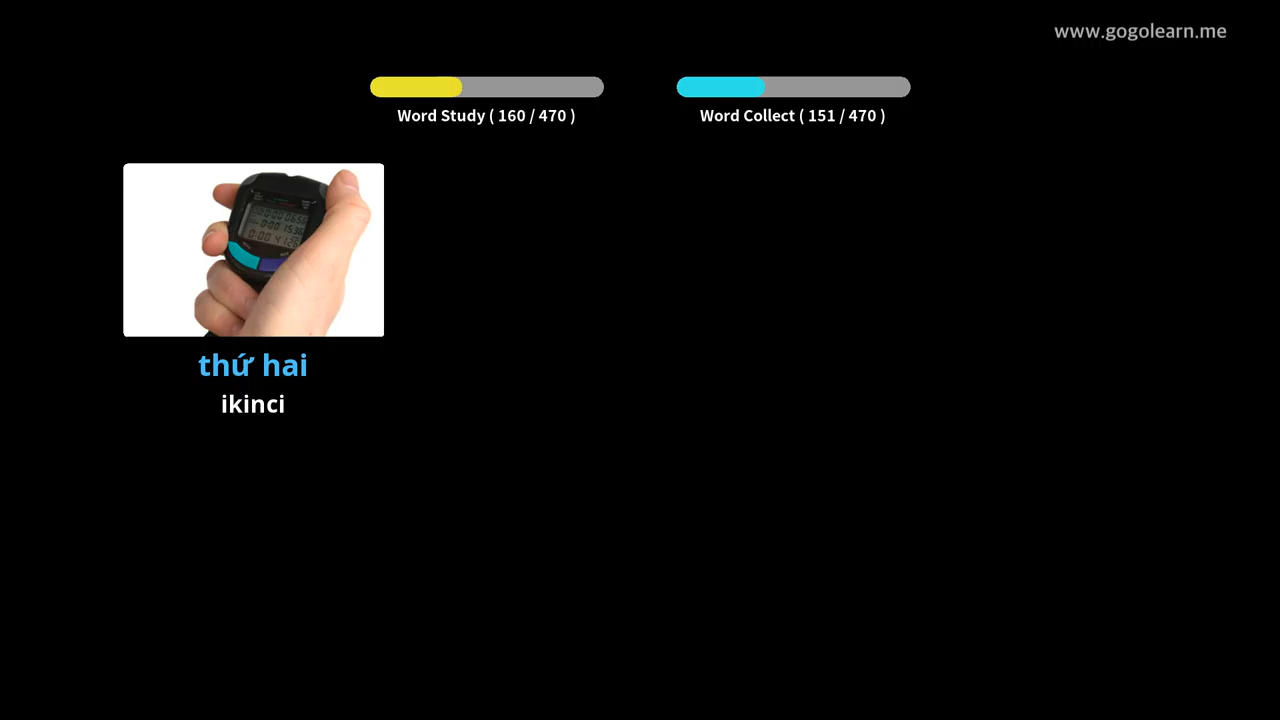 www.gogolearn.me
Word Study ( 160 / 470 )
Word Collect ( 151 / 470 )
thứ hai
ikinci